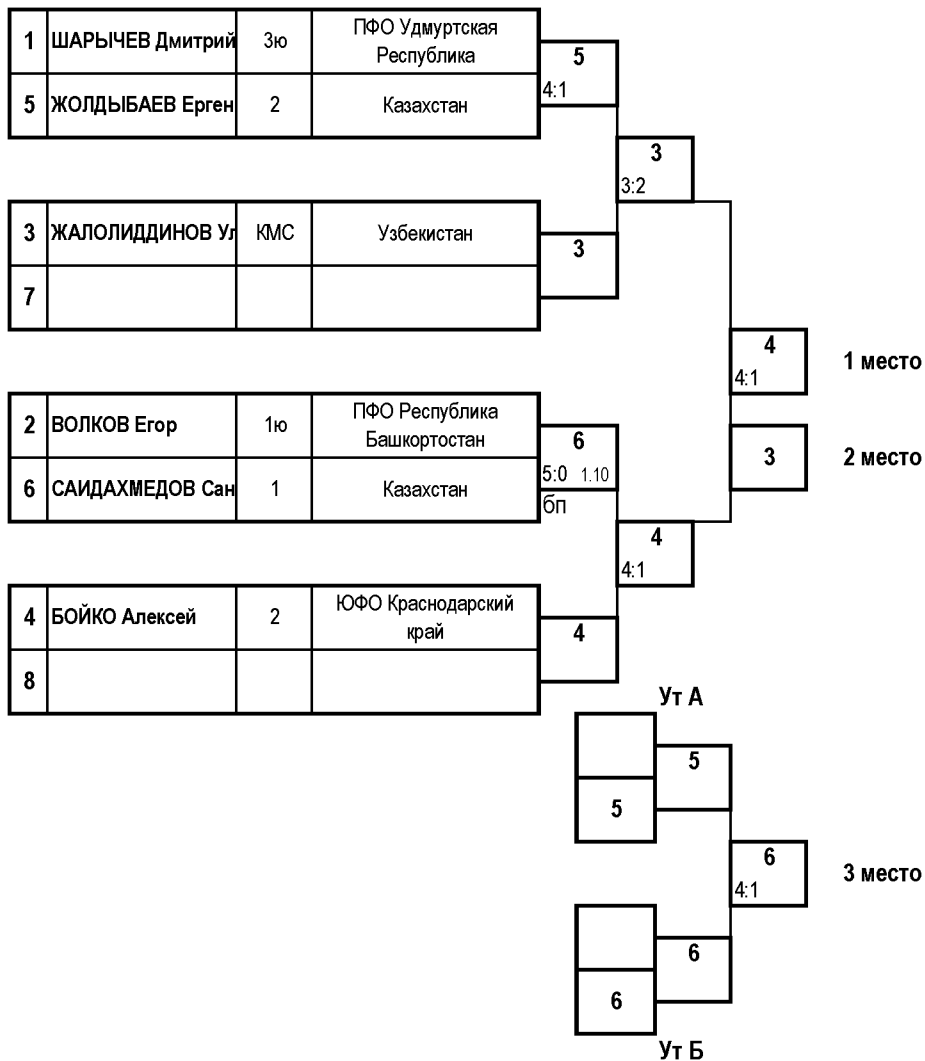 1 ШАРЫЧЕВ Дмитрий 3ю ПФО Удмуртская
Республика
5
4:1
5 ЖОЛДЫБАЕВ Ерген 2 Казахстан
3
3:2
3 ЖАЛОЛИДДИНОВ Ул КМС Узбекистан
3
7
4
4:1
1 место
2 ВОЛКОВ Егор 1ю ПФО Республика
Башкортостан
6
5:0 1.10
бп
3
2 место
6 САИДАХМЕДОВ Сан 1 Казахстан
4
4:1
4 БОЙКО Алексей 2 ЮФО Краснодарский
край
4
8
Ут А
5
5
6
4:1
3 место
6
6
Ут Б